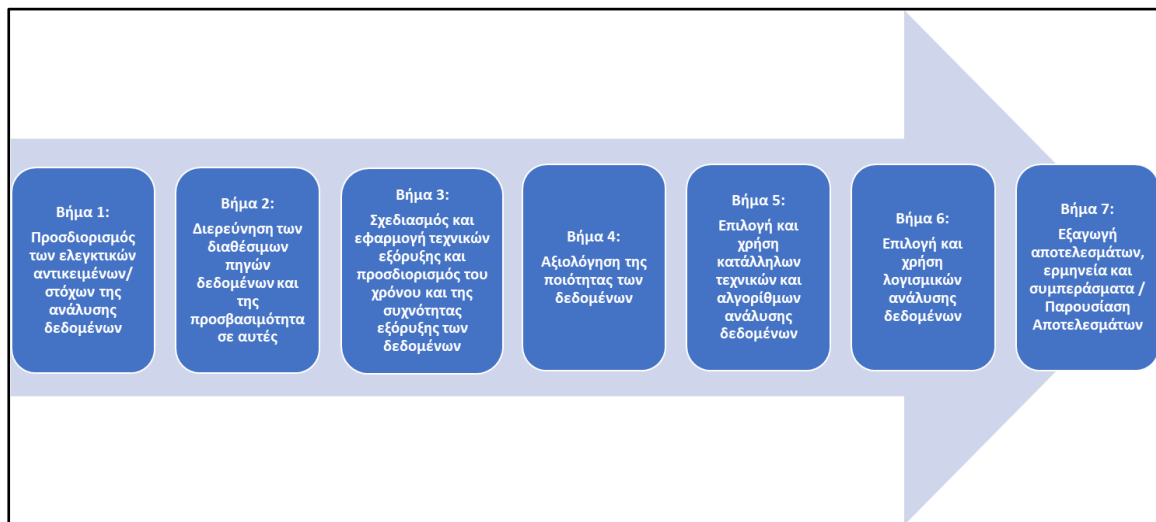 Βήμα 1:
Προσδιορισμός
των ελεγκτικών
αντικειμένων/
στόχων της
ανάλυσης
δεδομένων
Βήμα 2:
Διερεύνηση των
διαθέσιμων
πηγών
δεδομένων και
της
προσβασιμότητα
σε αυτές
Βήμα 3:
Σχεδιασμός και
εφαρμογή τεχνικών
εξόρυξης και
προσδιορισμός του
χρόνου και της
συχνότητας
εξόρυξης των
δεδομένων
Βήμα 4:
Αξιολόγηση της
ποιότητας των
δεδομένων
Βήμα 5:
Επιλογή και
χρήση
κατάλληλων
τεχνικών και
αλγορίθμων
ανάλυσης
δεδομένων
Βήμα 6:
Επιλογή και
χρήση
λογισμικών
ανάλυσης
δεδομένων
Βήμα 7:
Εξαγωγή
αποτελεσμάτων,
ερμηνεία και
συμπεράσματα /
Παρουσίαση
Αποτελεσμάτων